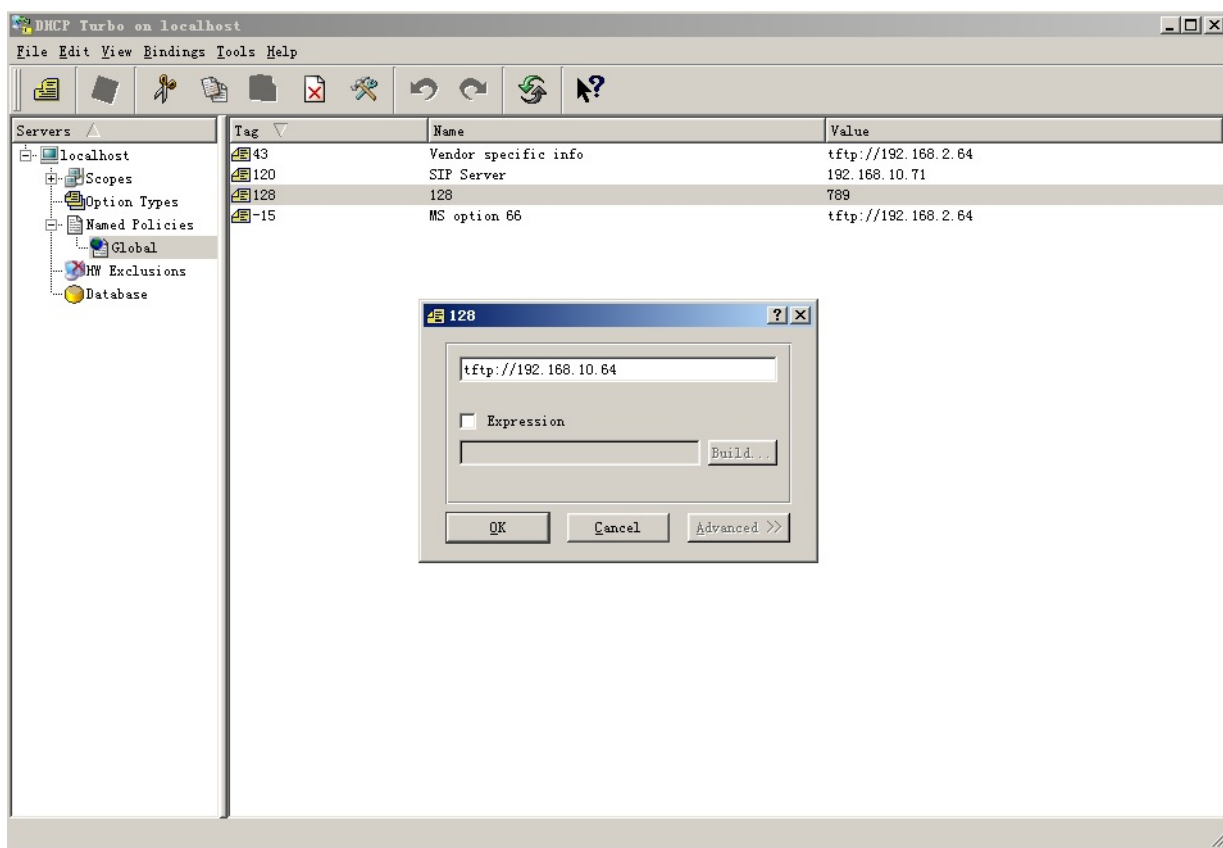 DHCP Turbo on localhost
File Edit View Bindings Tools Help
Servers
localhost
Scopes
Option Types
Named Policies
Global
HW Exclusions
Database
Tag Name Value
43 Vendor specific info tftp://192.168.2.64
120 SIP Server 192.168.10.71
128 128 789
-15 MS option 66 tftp://192.168.2.64
128
tftp://192.168.10.64
Expression
Build...
OK Cancel Advanced >>